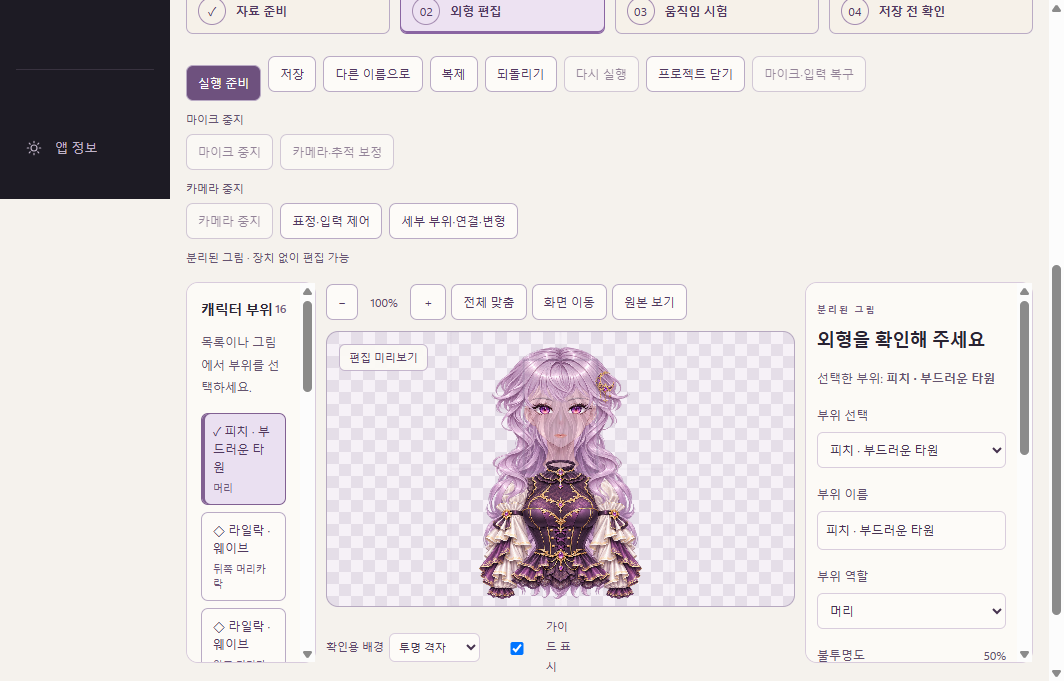 ✓ 자료 준비
02 외형 편집
03 움직임 시험
04 저장 전 확인
실행 준비
저장
다른 이름으로
복제
되돌리기
다시 실행
프로젝트 닫기
마이크·입력 복구
마이크 중지
마이크 중지
카메라·추적 보정
앱 정보
카메라 중지
카메라 중지
표정·입력 제어
세부 부위·연결·변형
분리된 그림 · 장치 없이 편집 가능
캐릭터 부위 16
목록이나 그림
에서 부위를 선
택하세요.
✓ 피치 · 부
드러운 타
원
머리
◇ 라일락 ·
웨이브
뒤쪽 머리카
락
◇ 라일락 ·
웨이브
−
100%
+
전체 맞춤
화면 이동
원본 보기
편집 미리보기
확인용 배경
투명 격자
가이
드 표
시
분리된 그림
외형을 확인해 주세요
선택한 부위: 피치 · 부드러운 타원
부위 선택
피치 · 부드러운 타원
부위 이름
피치 · 부드러운 타원
부위 역할
머리
불투명도 50%